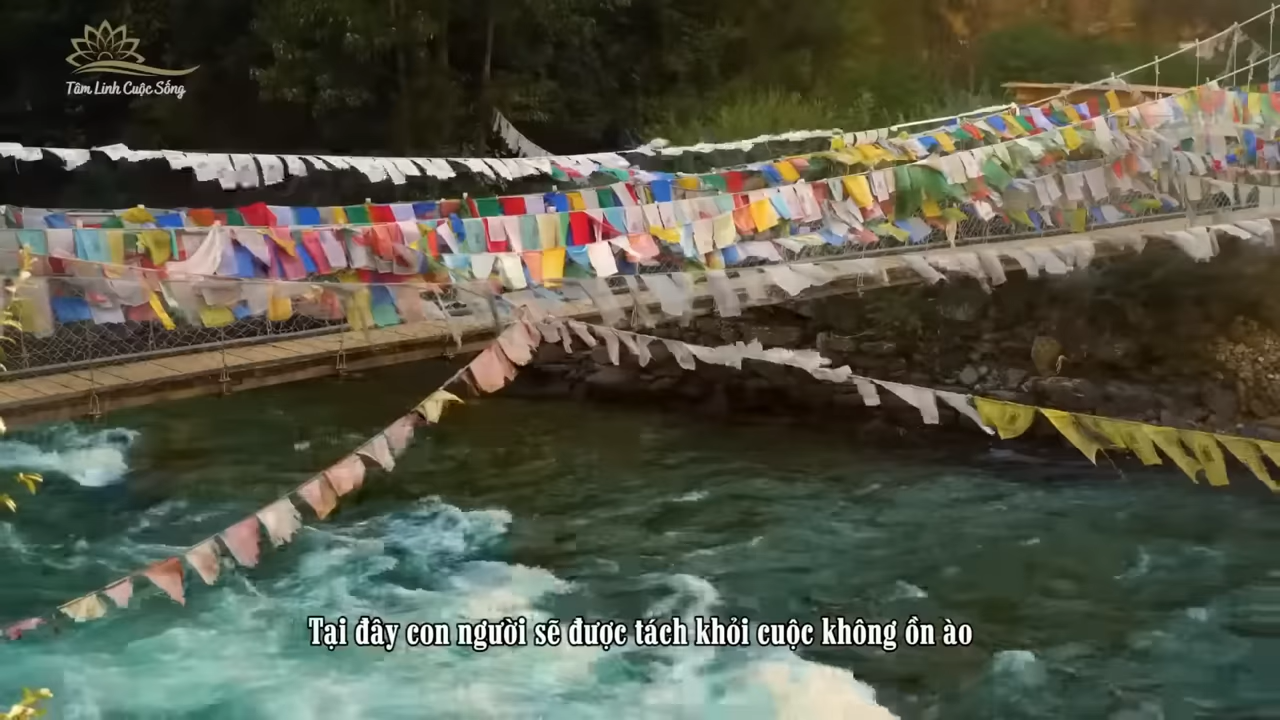 Tâm Linh Cuộc Sống
Tại đây con người sẽ được tách khỏi cuộc không ồn ào